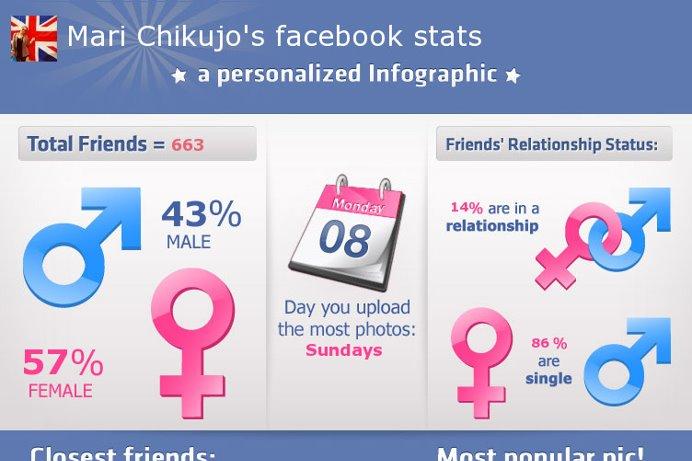 Mari Chikujo's facebook stats
a personalized Infographic
Total Friends = 663
43%
MALE
57%
FEMALE
Monday
08
Day you upload
the most photos:
Sundays
Friends' Relationship Status:
14% are in a
relationship
86 %
are
single
Closest friends:
Most popular pic!